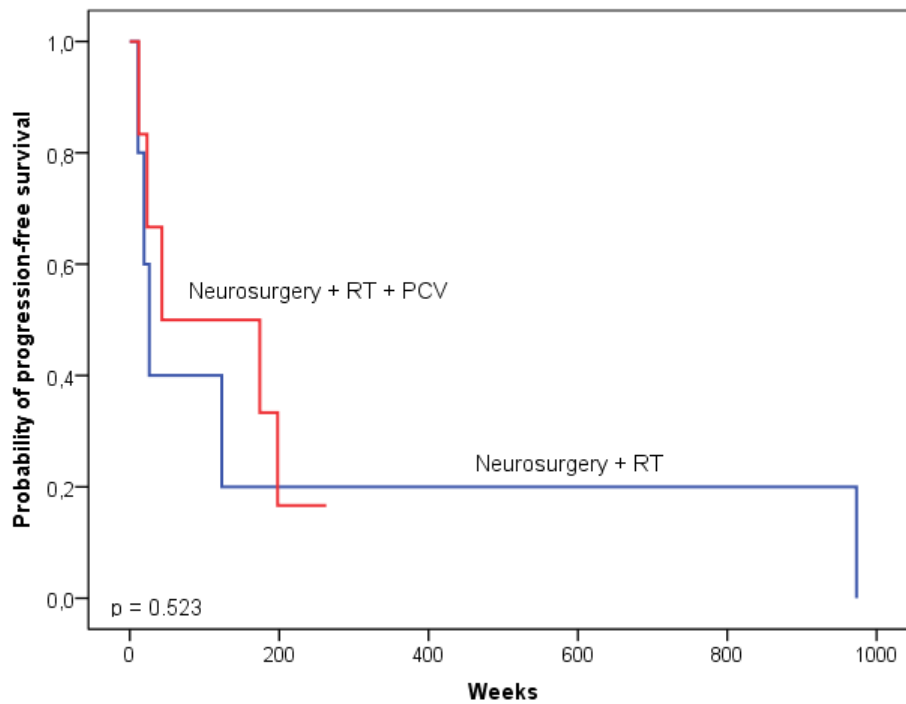 Probability of progression-free survival
1,0
0,8
0,6
0,4
0,2
0,0
Neurosurgery + RT + PCV
Neurosurgery + RT
p = 0.523
0 200 400 600 800 1000
Weeks